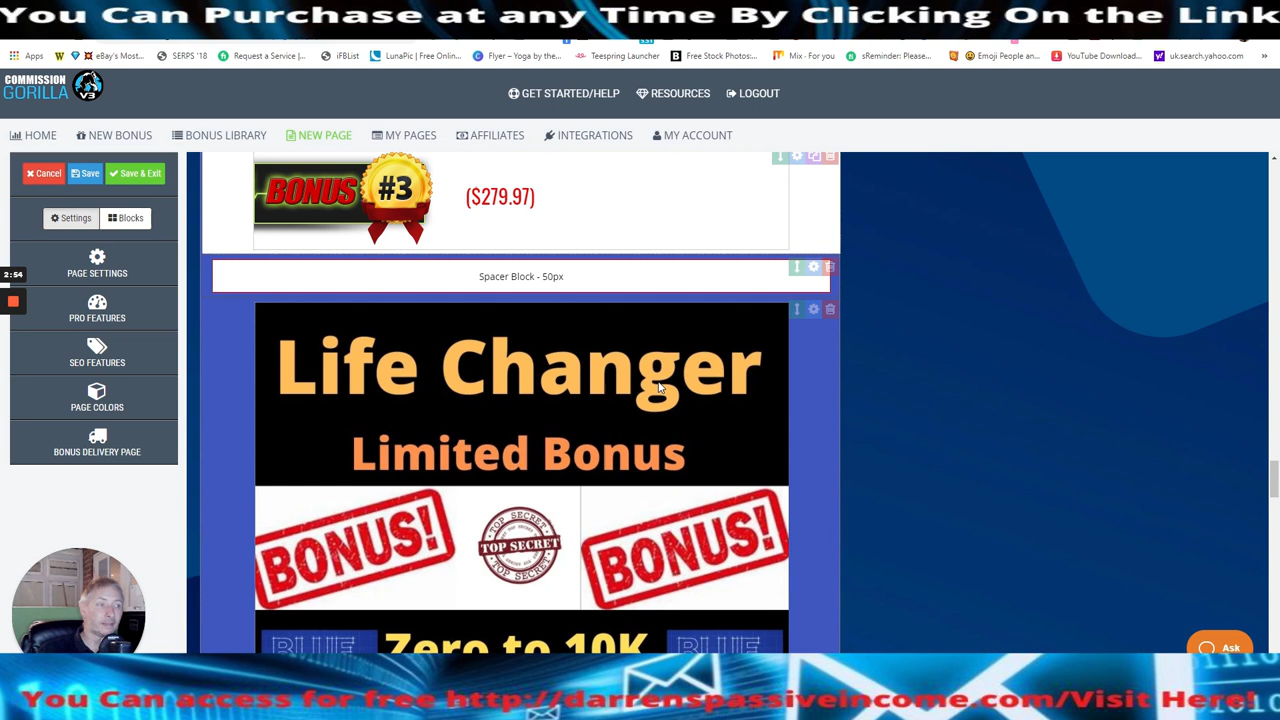 You Can Purchase at any Time By Clicking On the Link
Apps W eBay's Most... SERPS '18 Request a Service |... iFBList LunaPic | Free Onlin... Flyer – Yoga by the... Teespring Launcher Free Stock Photos:... Mix · For you sReminder: Please... Emoji People an... YouTube Download... uk.search.yahoo.com »
COMMISSION
GORILLA V3
GET STARTED/HELP RESOURCES LOGOUT
HOME NEW BONUS BONUS LIBRARY NEW PAGE MY PAGES AFFILIATES INTEGRATIONS MY ACCOUNT
Cancel Save Save & Exit
Settings Blocks
PAGE SETTINGS
2:54
PRO FEATURES
SEO FEATURES
PAGE COLORS
BONUS DELIVERY PAGE
BONUS #3 ($279.97)
Spacer Block - 50px
Life Changer
Limited Bonus
BONUS! TOP SECRET BONUS!
BLUE Zero to 10K BLUE
Ask
You Can access for free http://darrenspassiveincome.com/Visit Here!